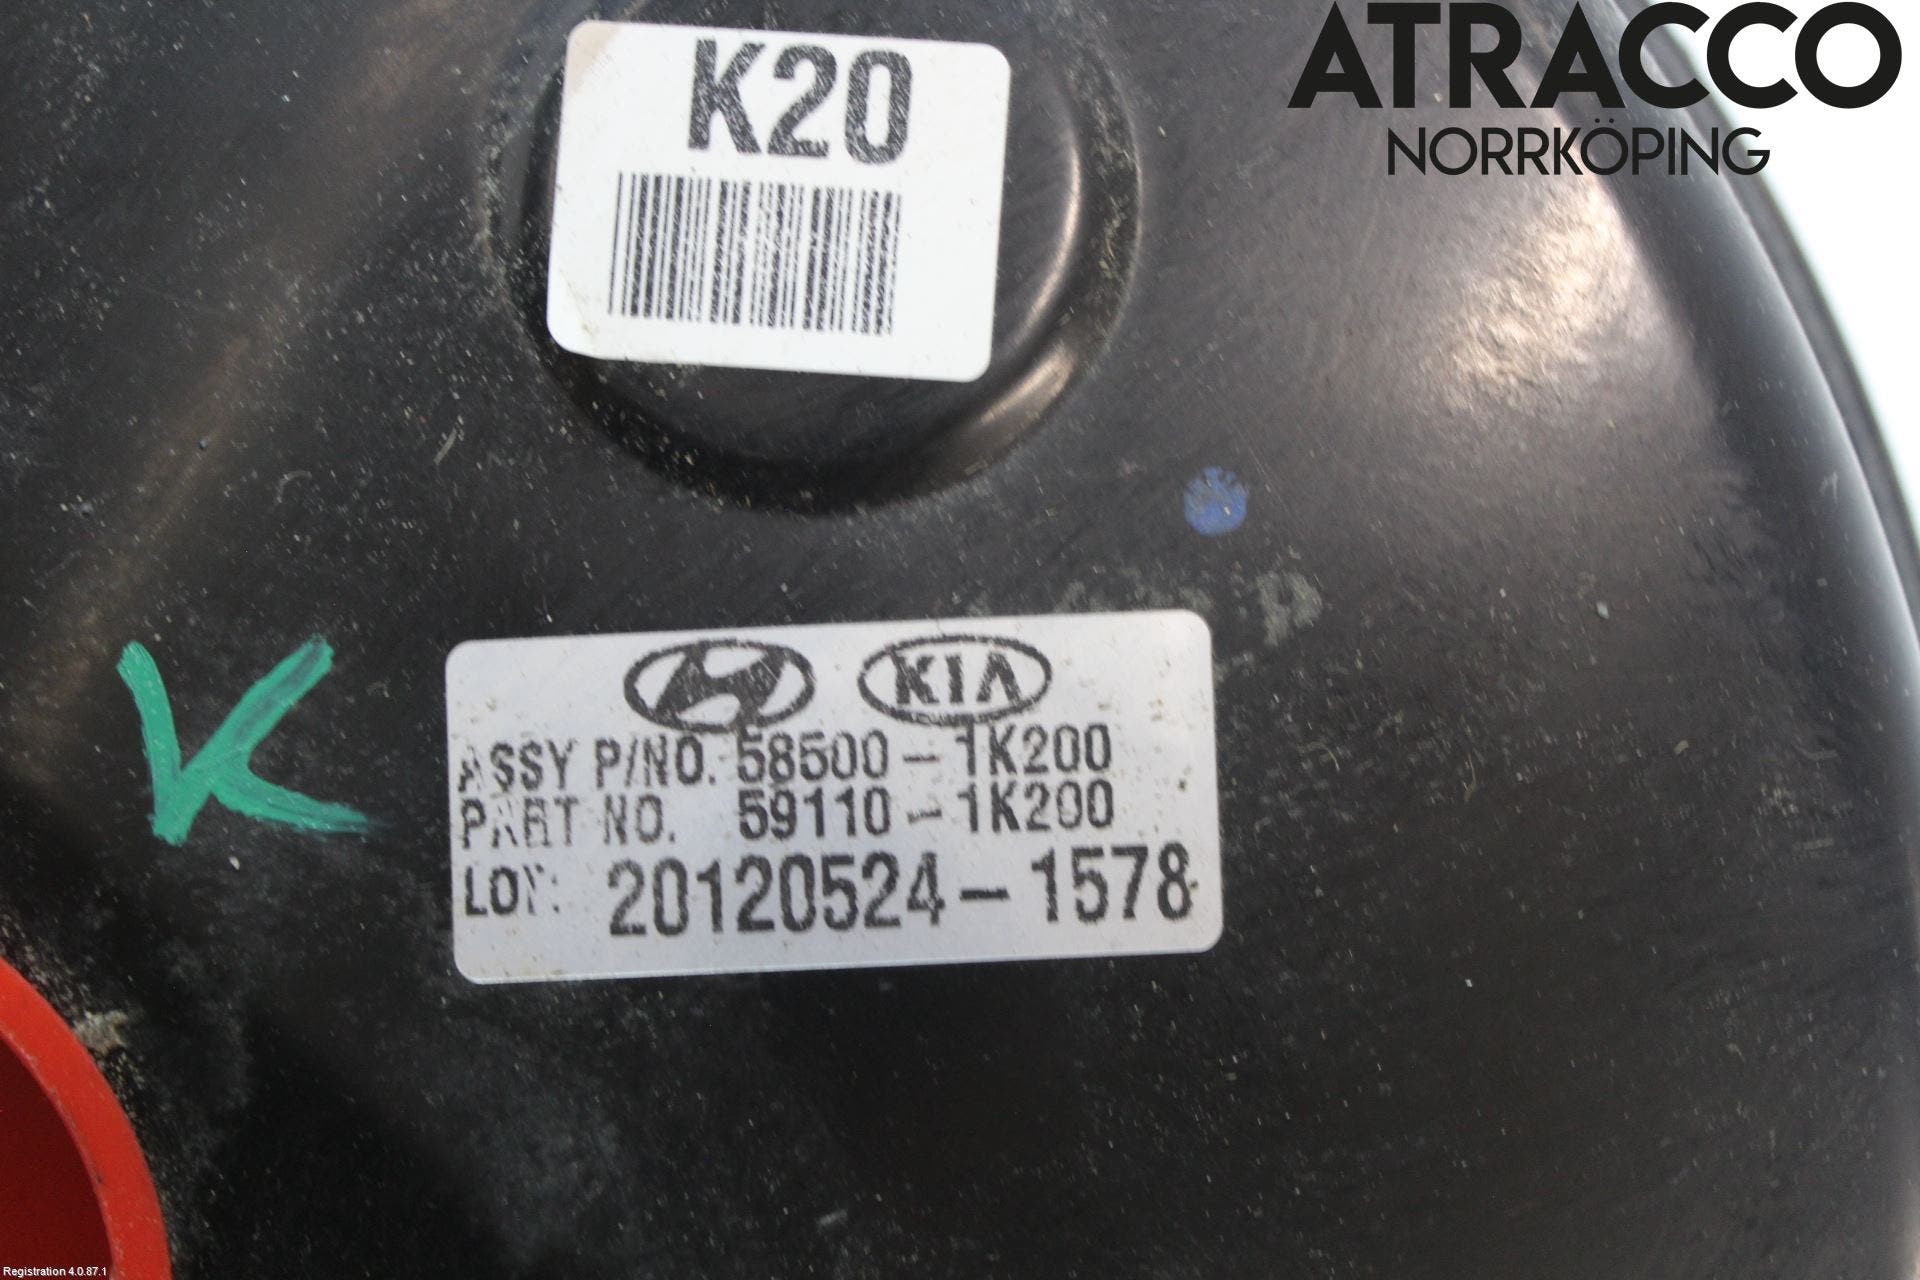 ATRACCO
NORRKÖPING
K20
K
KIA
ASSY P/NO. 58500-1K200
PART NO. 59110-1K200
LOT: 20120524-1578
Registration 4.0.87.1